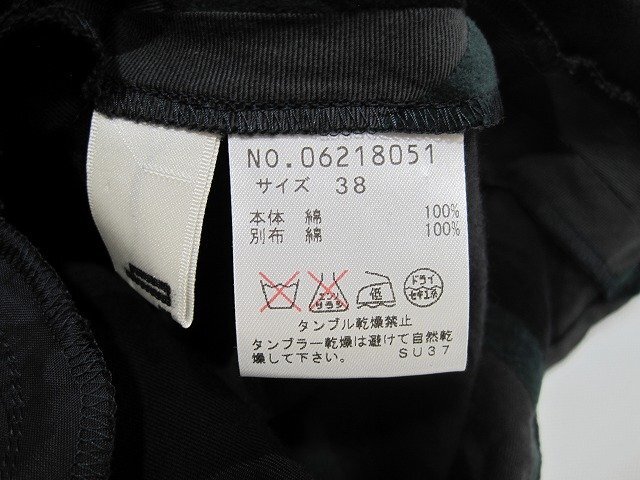 NO.06218051
サイズ 38
本体 綿 100%
別布 綿 100%
エンソ サラシ 低 ドライ セキユ系
タンブル乾燥禁止
タンブラー乾燥は避けて自然乾
燥して下さい。 SU37